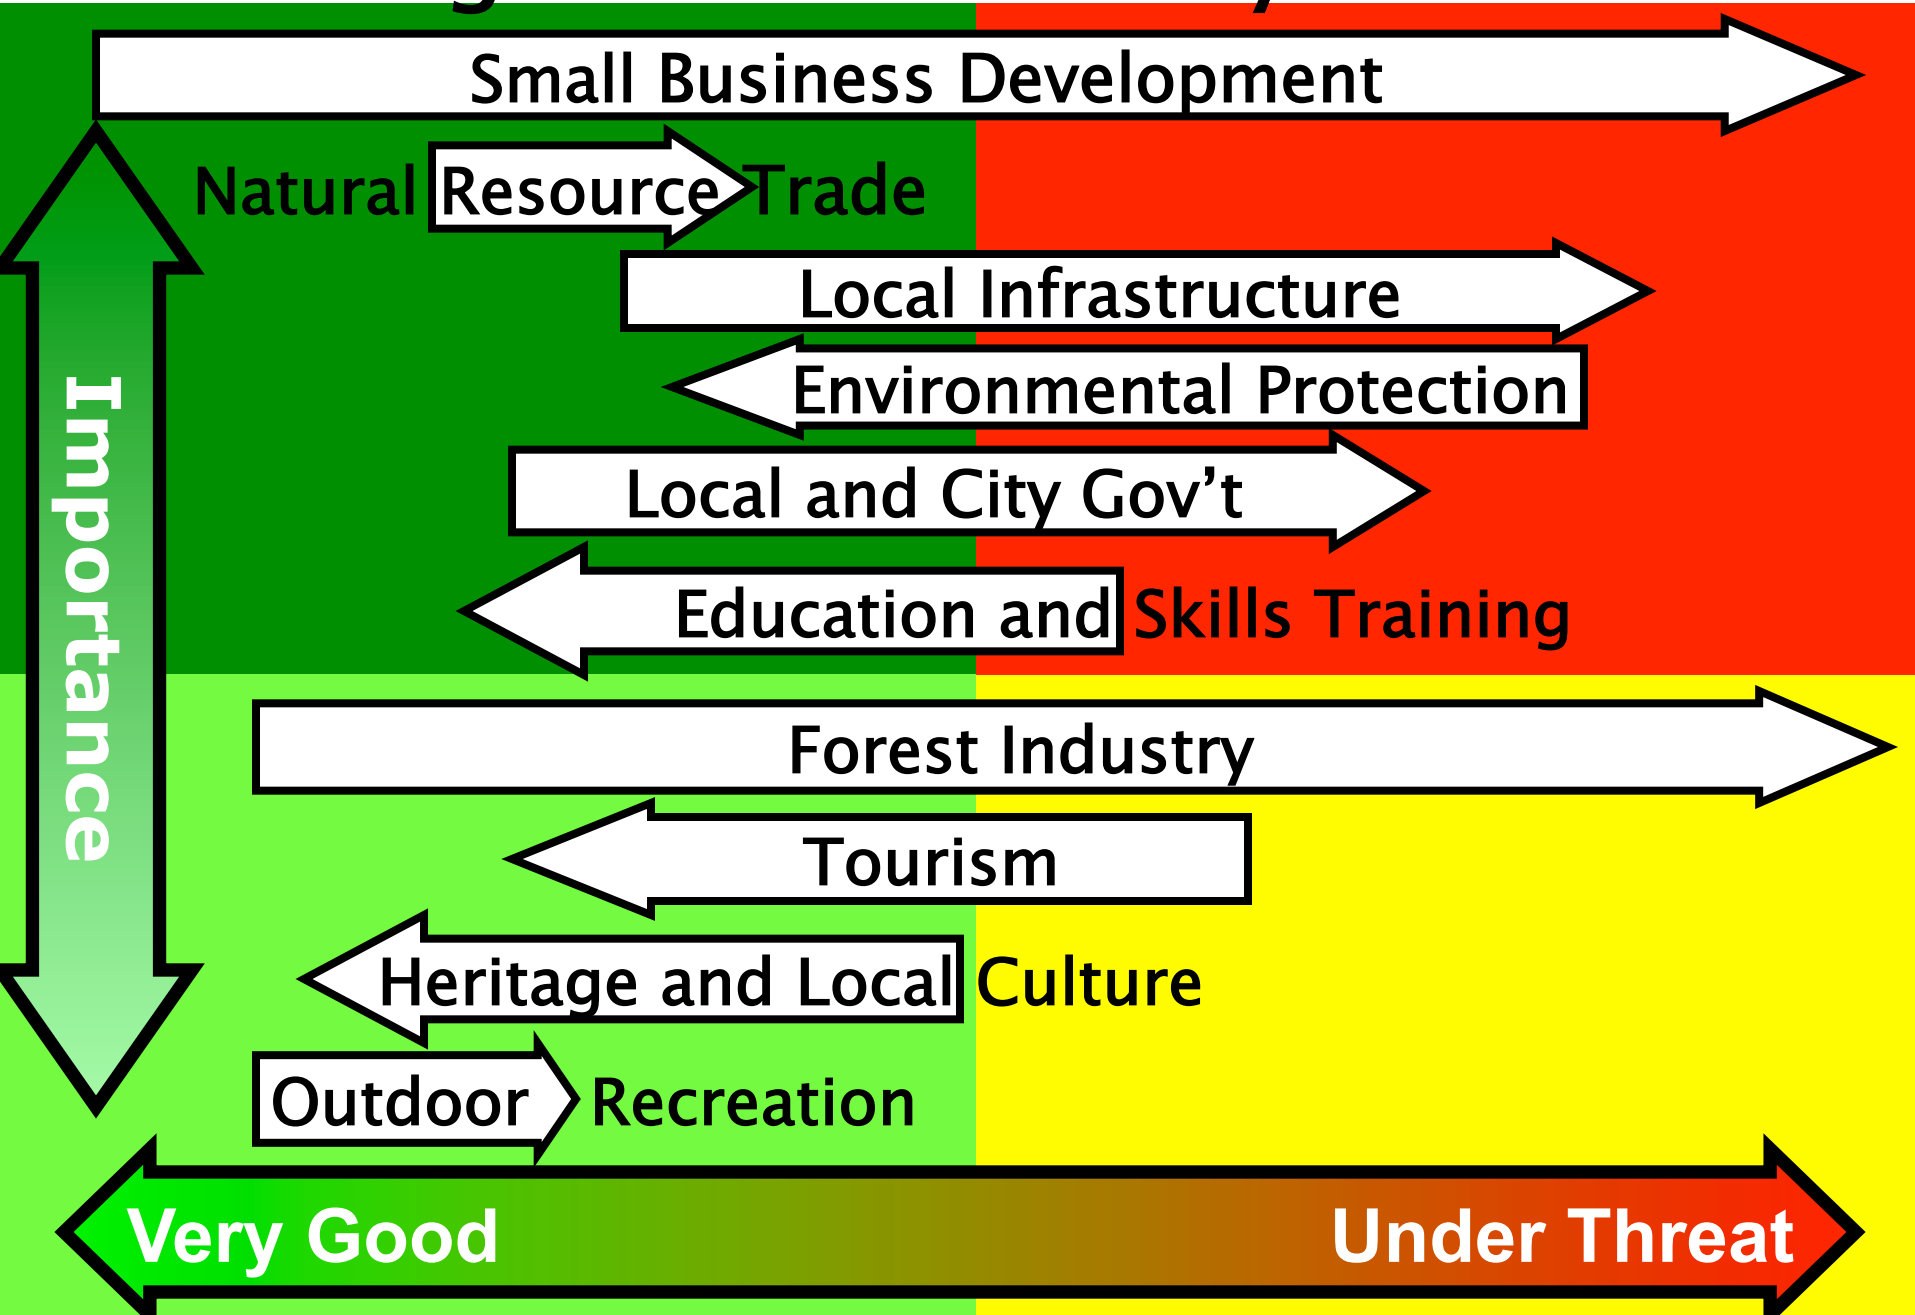 Small Business Development
Natural Resource Trade
Local Infrastructure
Environmental Protection
Local and City Gov’t
Education and Skills Training
Importance
Forest Industry
Tourism
Heritage and Local Culture
Outdoor Recreation
Very Good
Under Threat